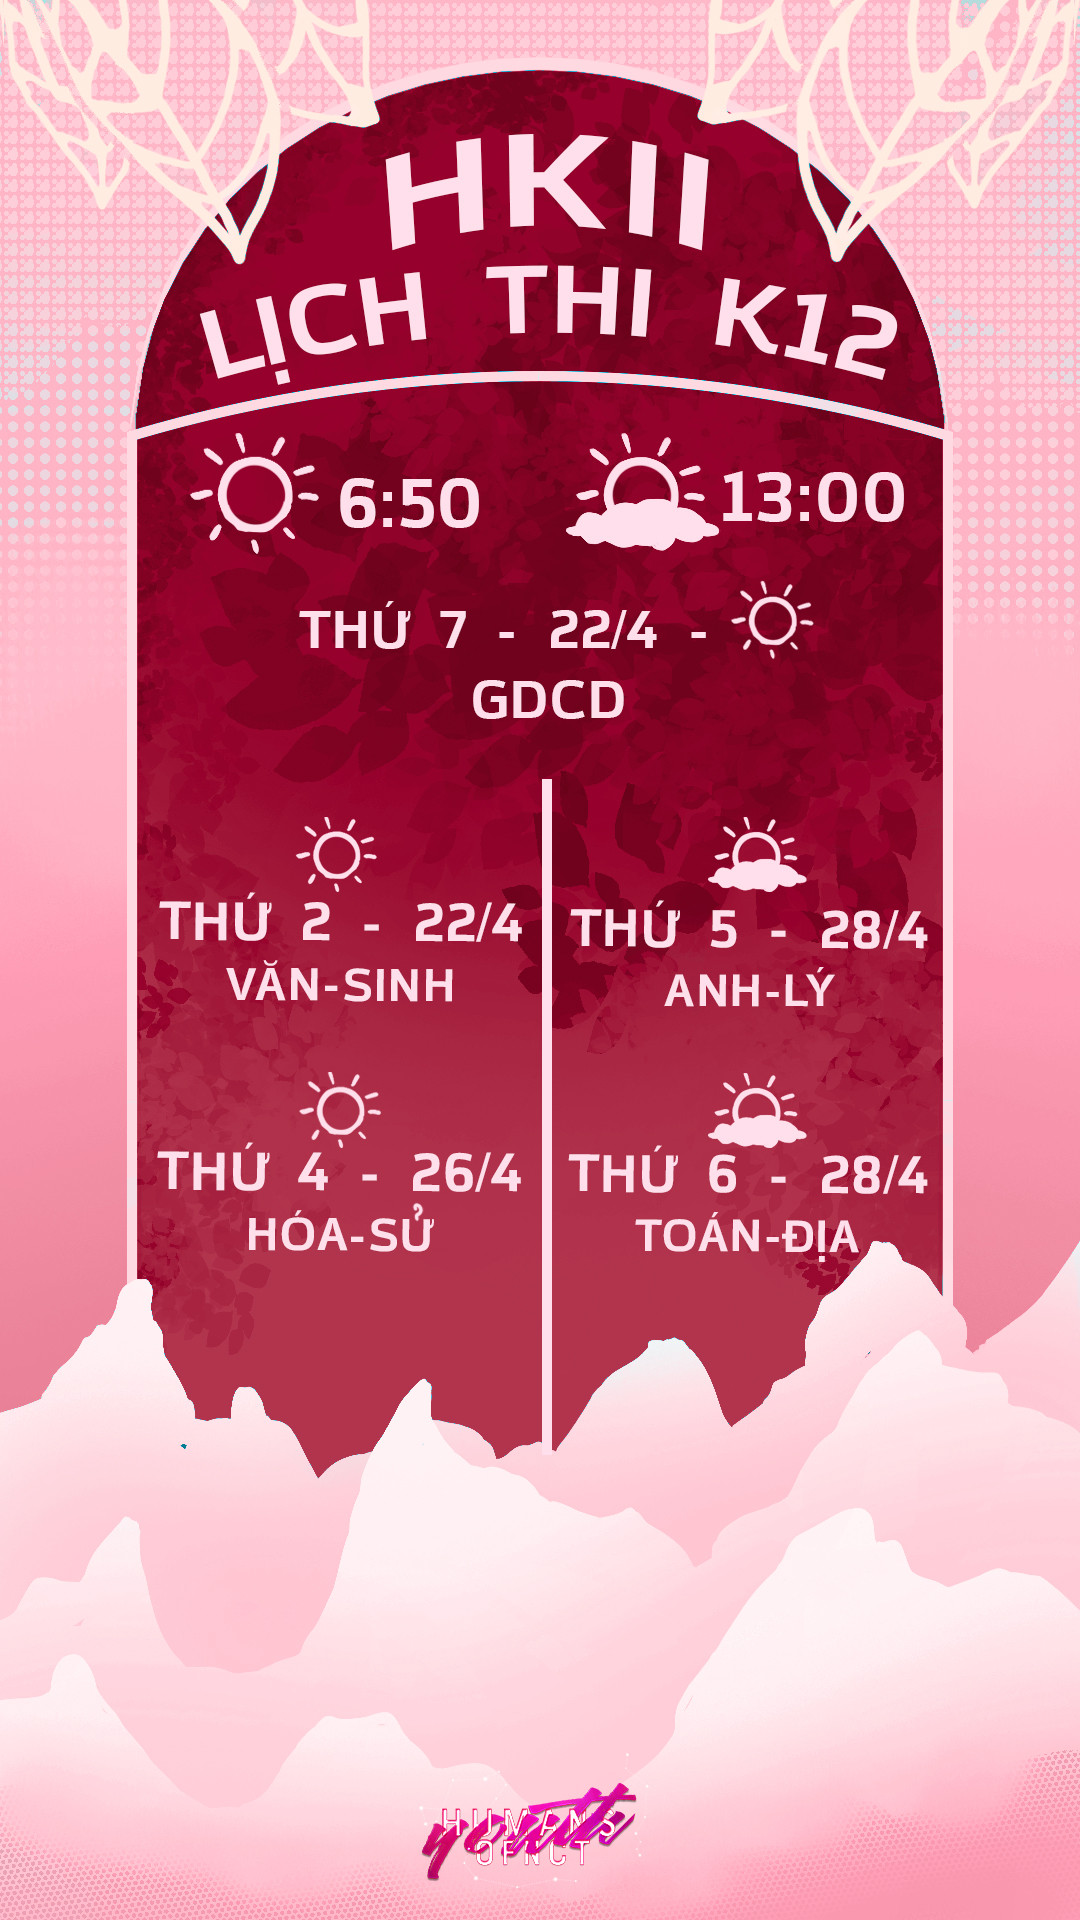 HKII
LỊCH THI K12
6:50
13:00
THỨ 7 - 22/4 -
GDCD
THỨ 2 - 22/4
VĂN-SINH
THỨ 5 - 28/4
ANH-LÝ
THỨ 4 - 26/4
HÓA-SỬ
THỨ 6 - 28/4
TOÁN-ĐỊA
HUMANS
youth
OFNCT